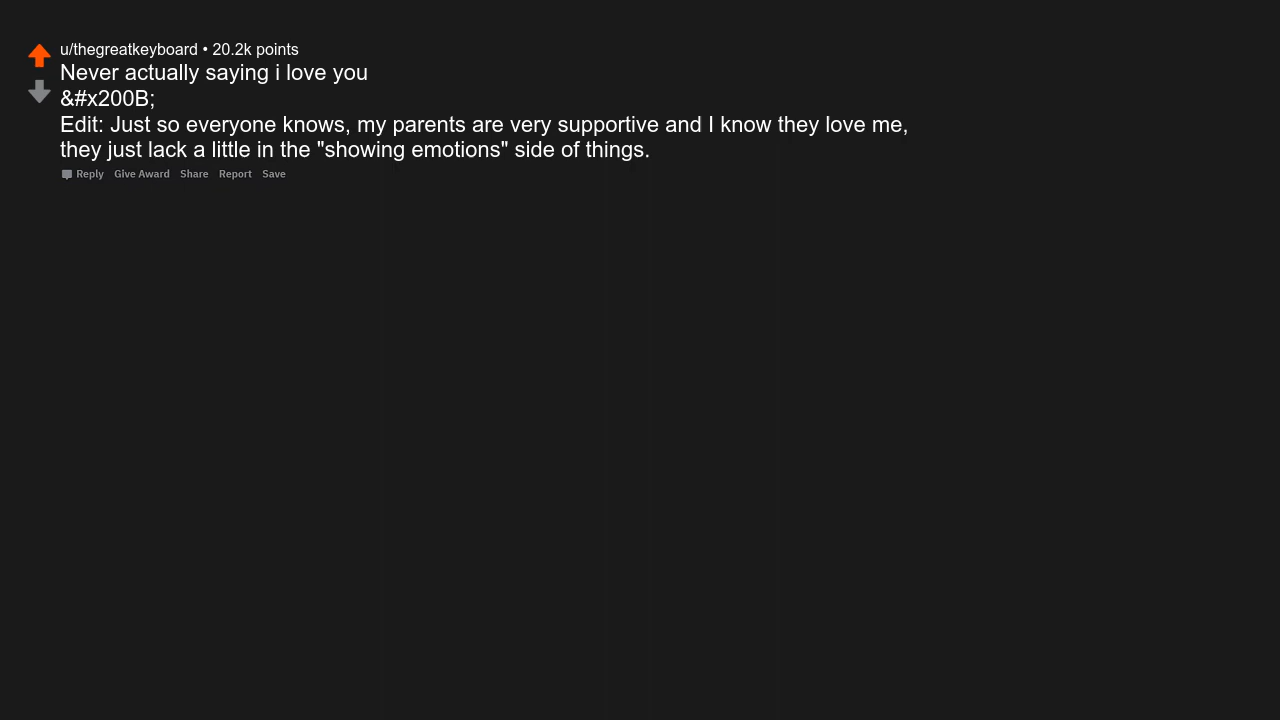 u/thegreatkeyboard • 20.2k points
Never actually saying i love you
&#x200B;
Edit: Just so everyone knows, my parents are very supportive and I know they love me,
they just lack a little in the "showing emotions" side of things.
Reply Give Award Share Report Save